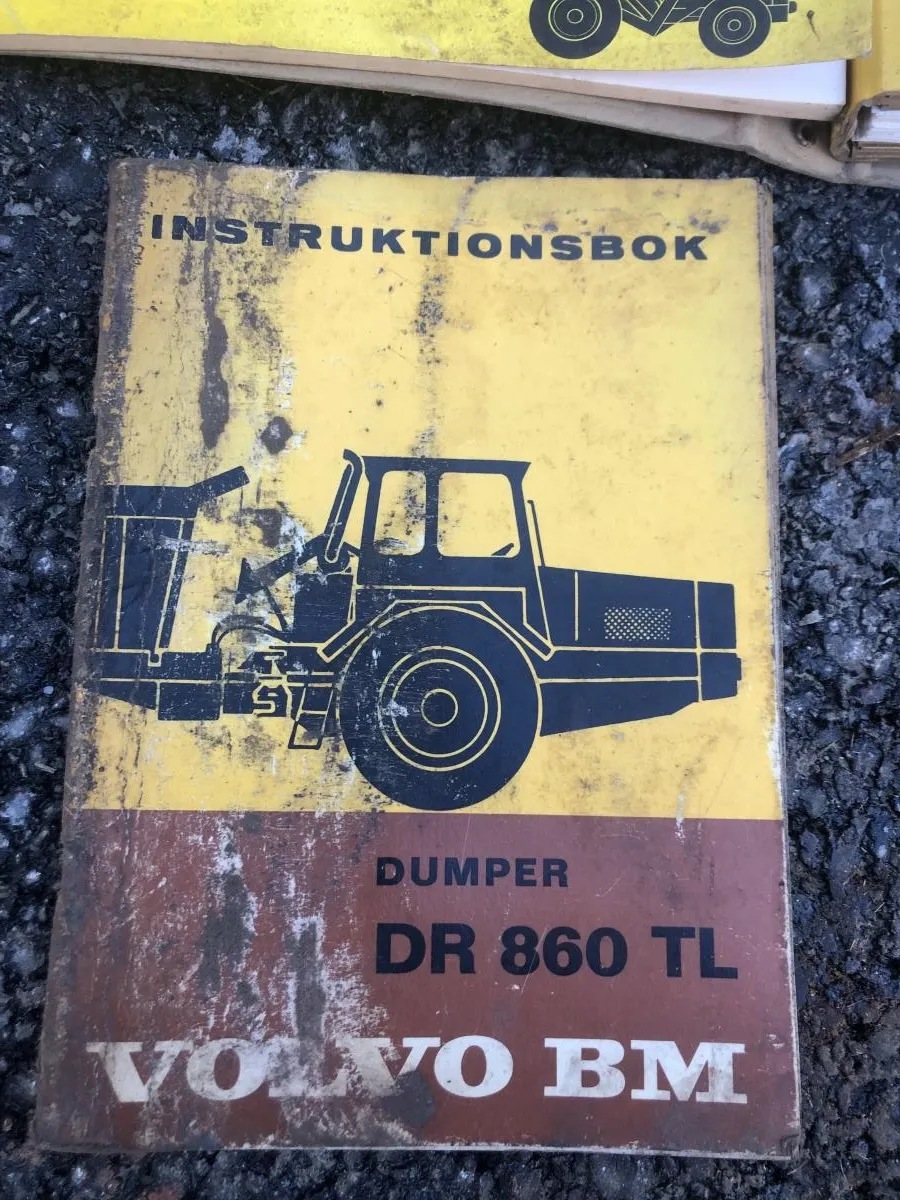 INSTRUKTIONSBOK
DUMPER
DR 860 TL
VOLVO BM